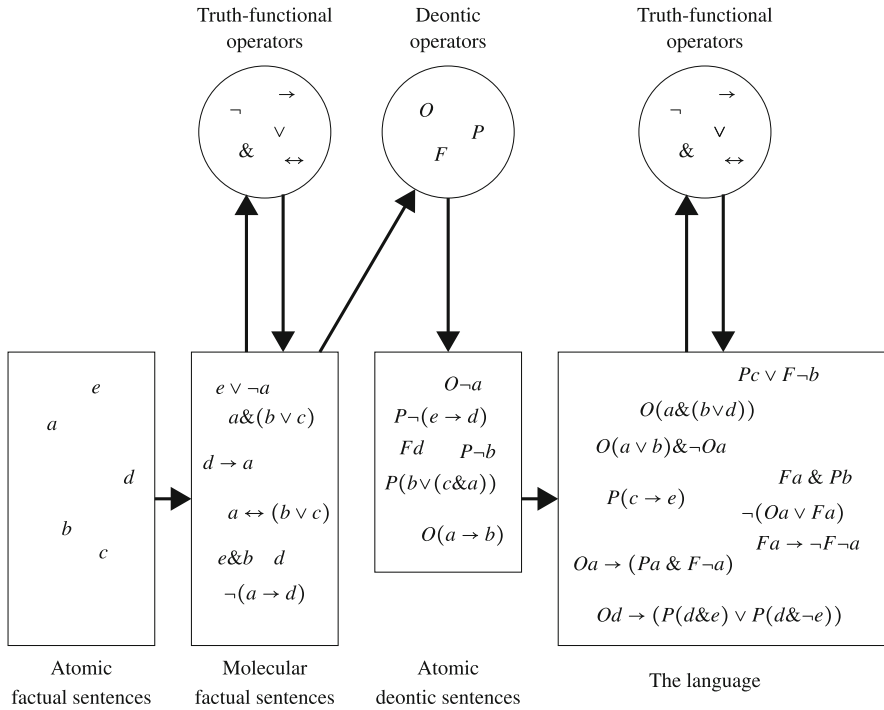 Truth-functional
operators
Deontic
operators
Truth-functional
operators
¬
→
∨
&
↔
O
P
F
¬
→
∨
&
↔
e
a
d
b
c
e ∨ ¬a
a&(b ∨ c)
d → a
a ↔ (b ∨ c)
e&b d
¬(a → d)
O¬a
P¬(e → d)
Fd P¬b
P(b∨(c&a))
O(a → b)
Pc ∨ F¬b
O(a&(b∨d))
O(a ∨ b)&¬Oa
Fa & Pb
P(c → e)
¬(Oa ∨ Fa)
Fa → ¬F¬a
Oa → (Pa & F¬a)
Od → (P(d&e) ∨ P(d&¬e))
Atomic
factual sentences
Molecular
factual sentences
Atomic
deontic sentences
The language